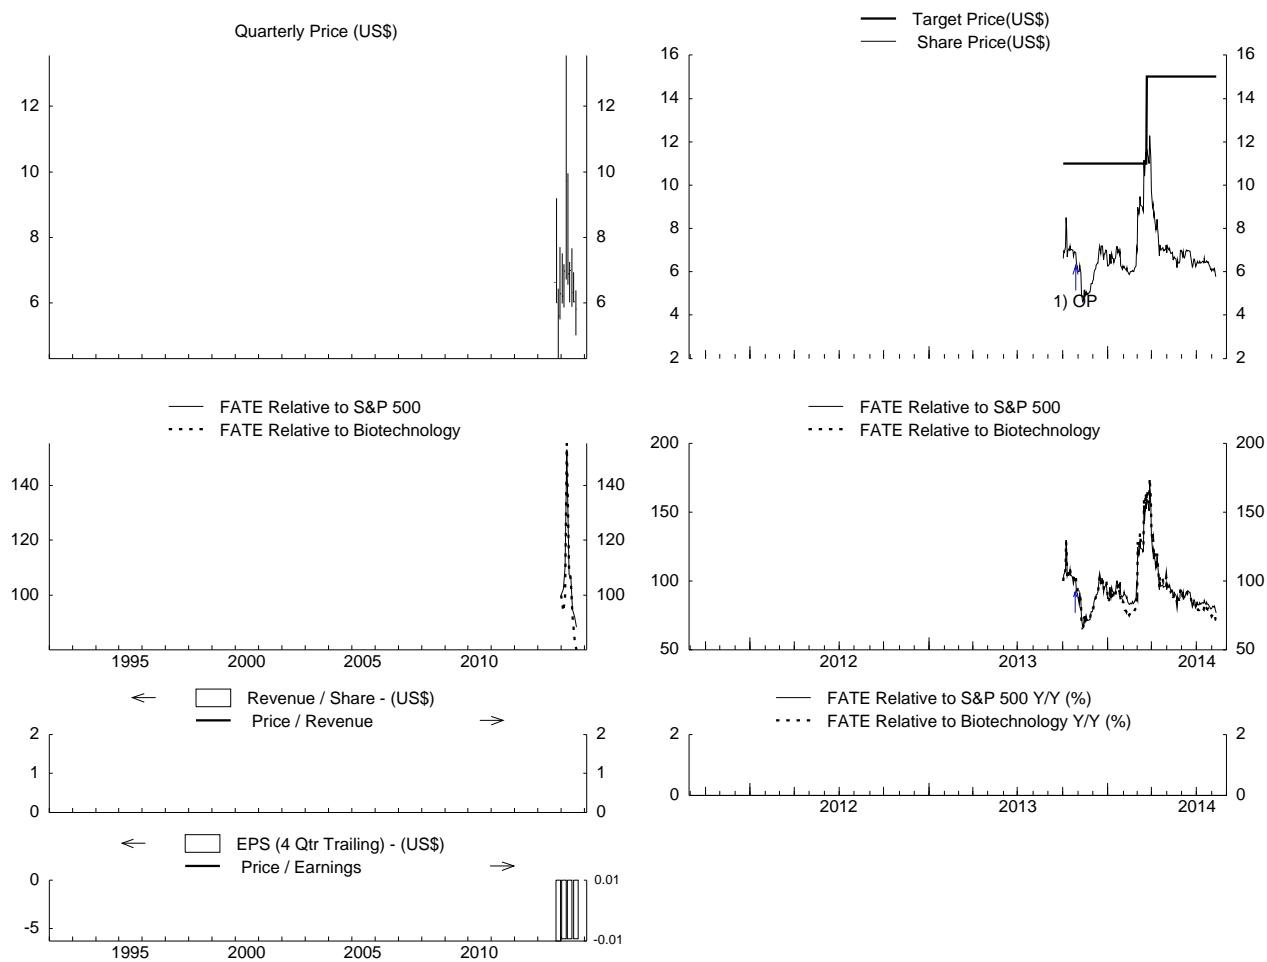 Quarterly Price (US$)
12 12
10 10
8 8
6 6
Target Price(US$)
Share Price(US$)
16 16
14 14
12 12
10 10
8 8
6 6
1) OP
4 4
2 2
FATE Relative to S&P 500
FATE Relative to Biotechnology
140 140
120 120
100 100
1995 2000 2005 2010
FATE Relative to S&P 500
FATE Relative to Biotechnology
200 200
150 150
100 100
50 50
2012 2013 2014
Revenue / Share - (US$)
Price / Revenue
2 2
1 1
0 0
FATE Relative to S&P 500 Y/Y (%)
FATE Relative to Biotechnology Y/Y (%)
2 2
0 0
2012 2013 2014
EPS (4 Qtr Trailing) - (US$)
Price / Earnings
0 0.01
-5 -0.01
1995 2000 2005 2010